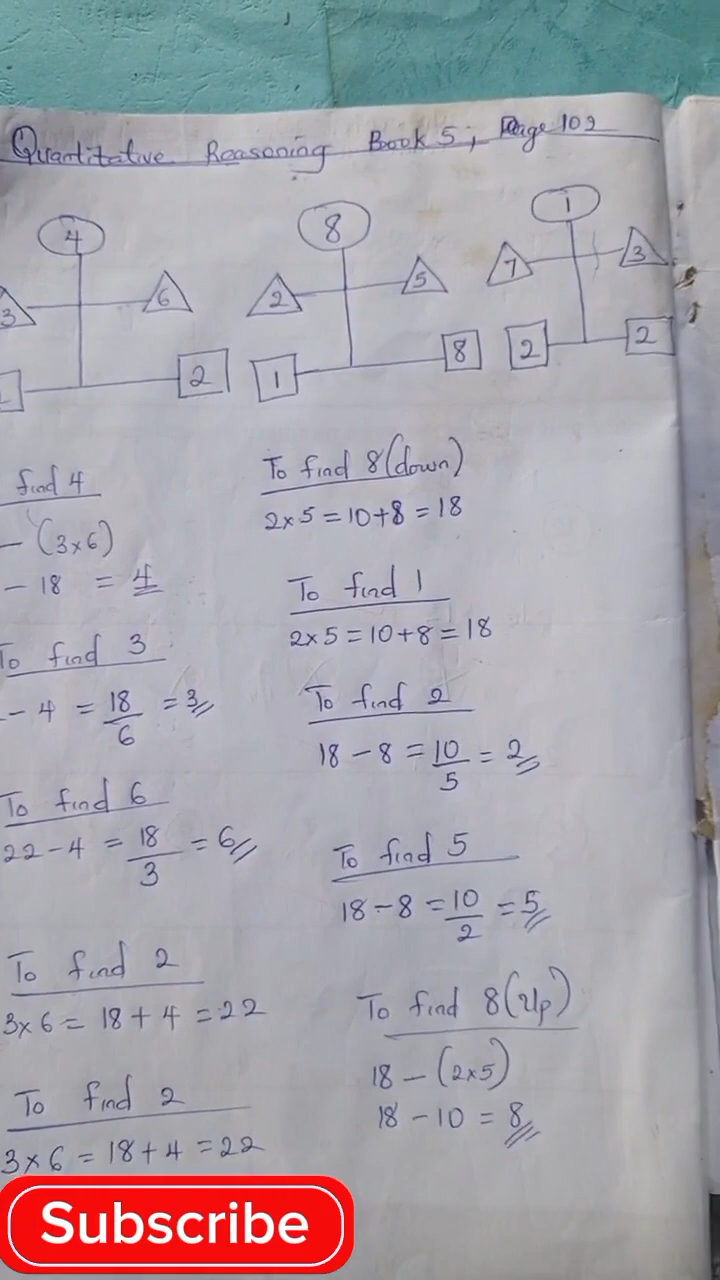 Quantitative Reasoning Book 5, Page 109
4 8 1
3 6 2 5 7 3
2 1 8 2 2
find 4
- (3x6)
- 18 = 4
To find 3
- 4 = 18/6 = 3
To find 6
22 - 4 = 18/3 = 6
To find 2
3x6 = 18 + 4 = 22
To find 2
3x6 = 18 + 4 = 22
To find 8(down)
2x5 = 10 + 8 = 18
To find 1
2x5 = 10 + 8 = 18
To find 2
18 - 8 = 10/5 = 2
To find 5
18 - 8 = 10/2 = 5
To find 8(Up)
18 - (2x5)
18 - 10 = 8
Subscribe